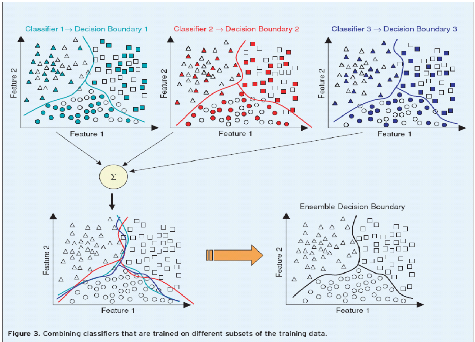 Classifier 1→ Decision Boundary 1
Classifier 2 → Decision Boundary 2
Classifier 3 → Decision Boundary 3
Feature 2
Feature 2
Feature 2
Feature 1
Feature 1
Feature 1
Σ
Ensemble Decision Boundary
Feature 2
Feature 2
Feature 1
Feature 1
Figure 3. Combining classifiers that are trained on different subsets of the training data.